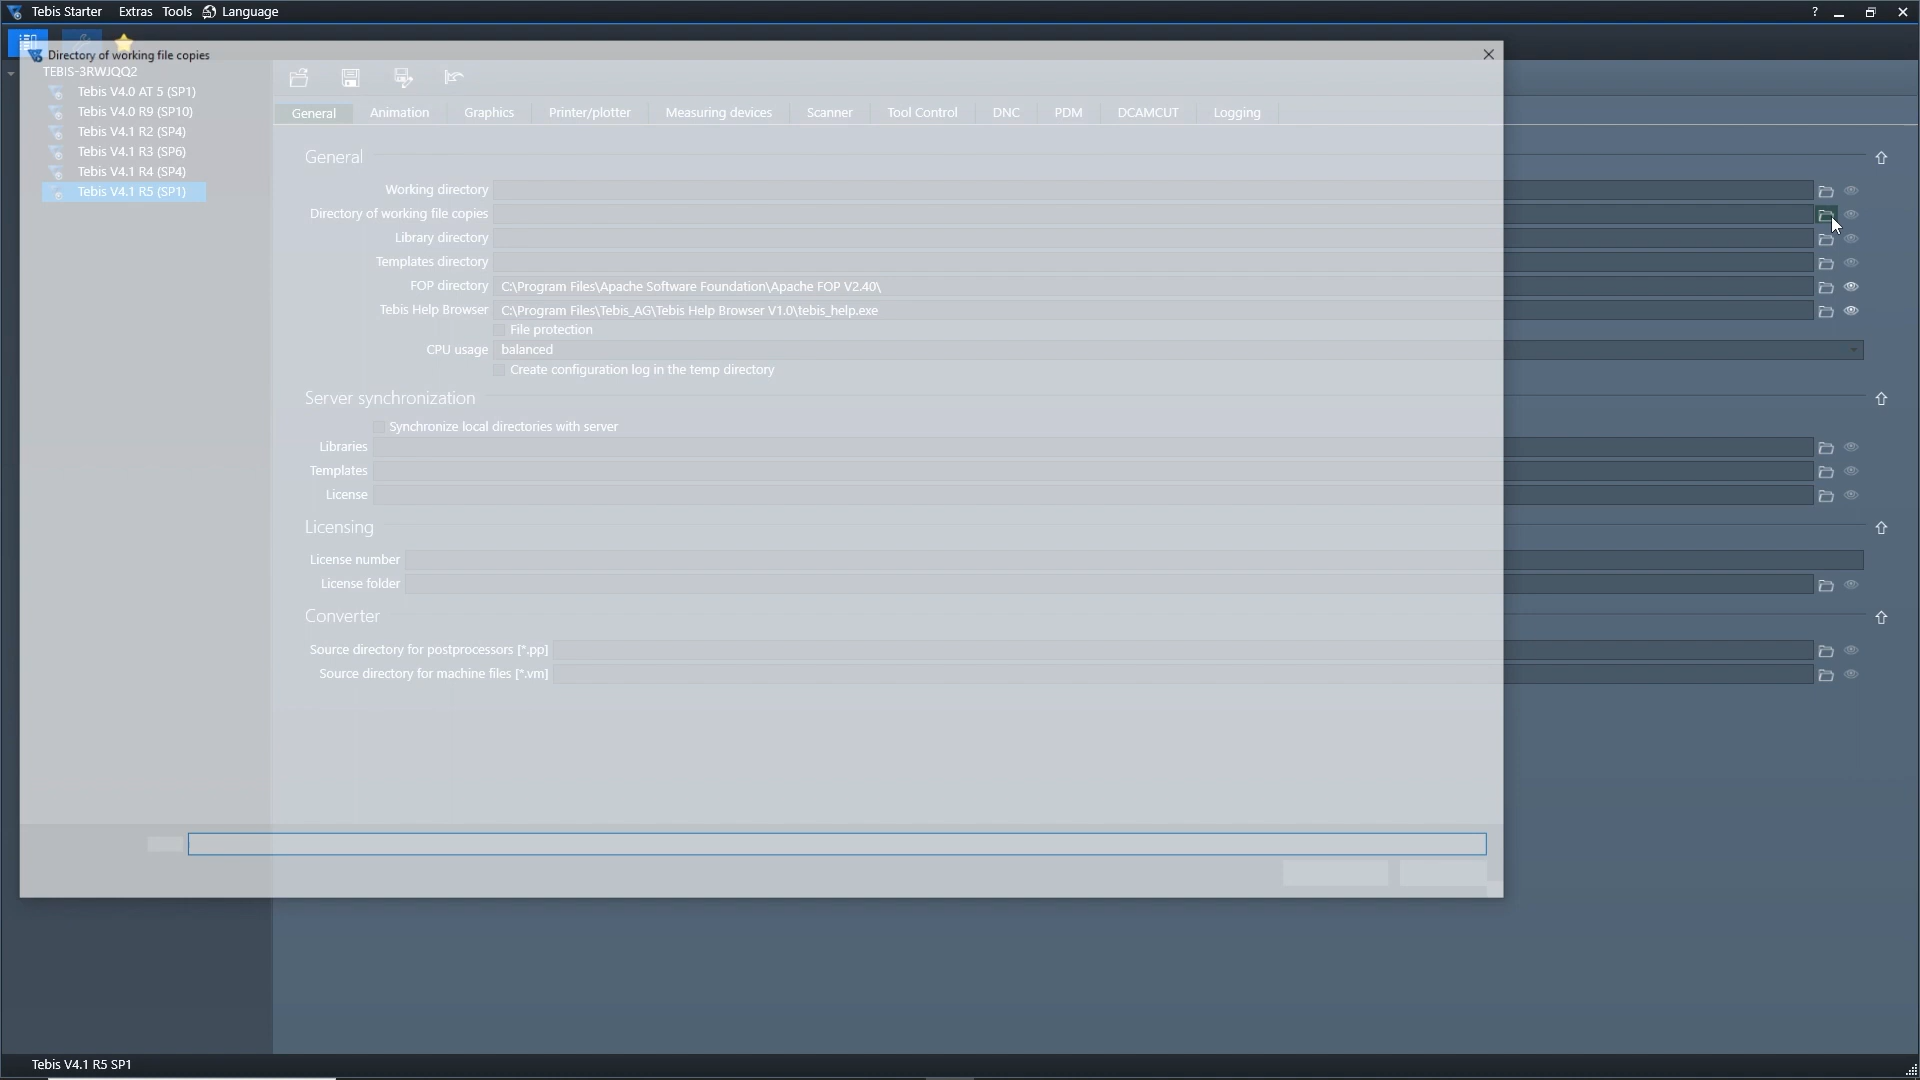 Tebis Starter Extras Tools Language ?
Directory of working file copies
TEBIS-3RWJQQ2
Tebis V4.0 AT 5 (SP1)
Tebis V4.0 R9 (SP10)
Tebis V4.1 R2 (SP4)
Tebis V4.1 R3 (SP6)
Tebis V4.1 R4 (SP4)
Tebis V4.1 R5 (SP1)
General Animation Graphics Printer/plotter Measuring devices Scanner Tool Control DNC PDM DCAMCUT Logging
General
Working directory
Directory of working file copies
Library directory
Templates directory
FOP directory C:\Program Files\Apache Software Foundation\Apache FOP V2.40\
Tebis Help Browser C:\Program Files\Tebis_AG\Tebis Help Browser V1.0\tebis_help.exe
File protection
CPU usage balanced
Create configuration log in the temp directory
Server synchronization
Synchronize local directories with server
Libraries
Templates
License
Licensing
License number
License folder
Converter
Source directory for postprocessors [*.pp]
Source directory for machine files [*.vm]
Tebis V4.1 R5 SP1